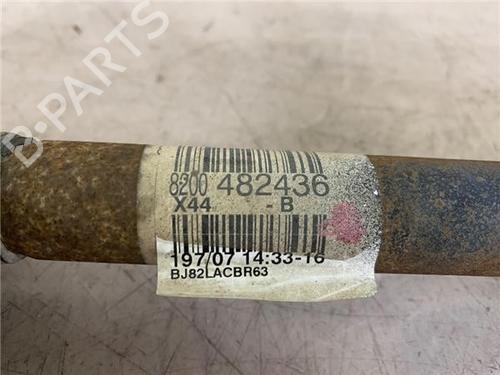 B-PARTS
8200 482436
X44 - B
197/07 14:33-16
BJ82LACBR63